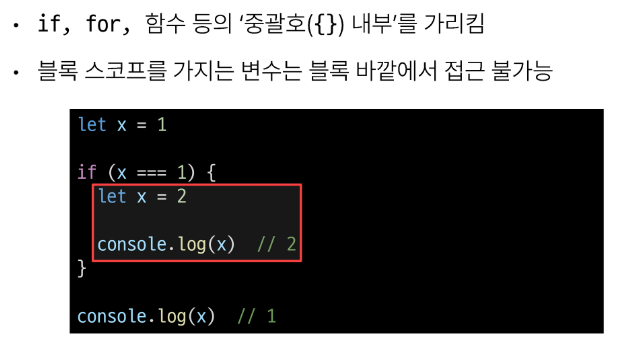 • if, for, 함수 등의 ‘중괄호({}) 내부’를 가리킴
• 블록 스코프를 가지는 변수는 블록 바깥에서 접근 불가능
let x = 1
if (x === 1) {
let x = 2
console.log(x)  // 2
}
console.log(x)  // 1